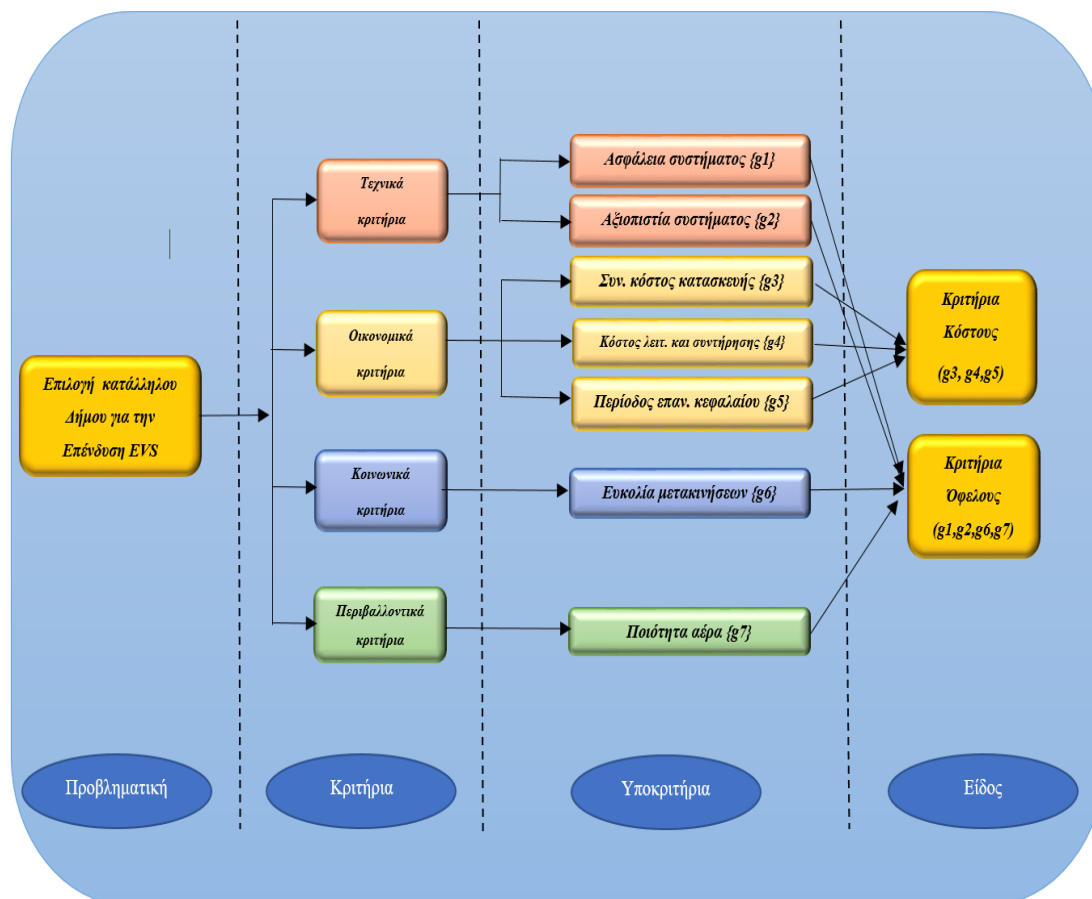 Επιλογή κατάλληλου
Δήμου για την
Επένδυση EVS
Τεχνικά
κριτήρια
Οικονομικά
κριτήρια
Κοινωνικά
κριτήρια
Περιβαλλοντικά
κριτήρια
Ασφάλεια συστήματος {g1}
Αξιοπιστία συστήματος {g2}
Συν. κόστος κατασκευής {g3}
Κόστος λειτ. και συντήρησης {g4}
Περίοδος επαν. κεφαλαίου {g5}
Ευκολία μετακινήσεων {g6}
Ποιότητα αέρα {g7}
Κριτήρια
Κόστους
(g3, g4,g5)
Κριτήρια
Όφελους
(g1,g2,g6,g7)
Προβληματική
Κριτήρια
Υποκριτήρια
Είδος